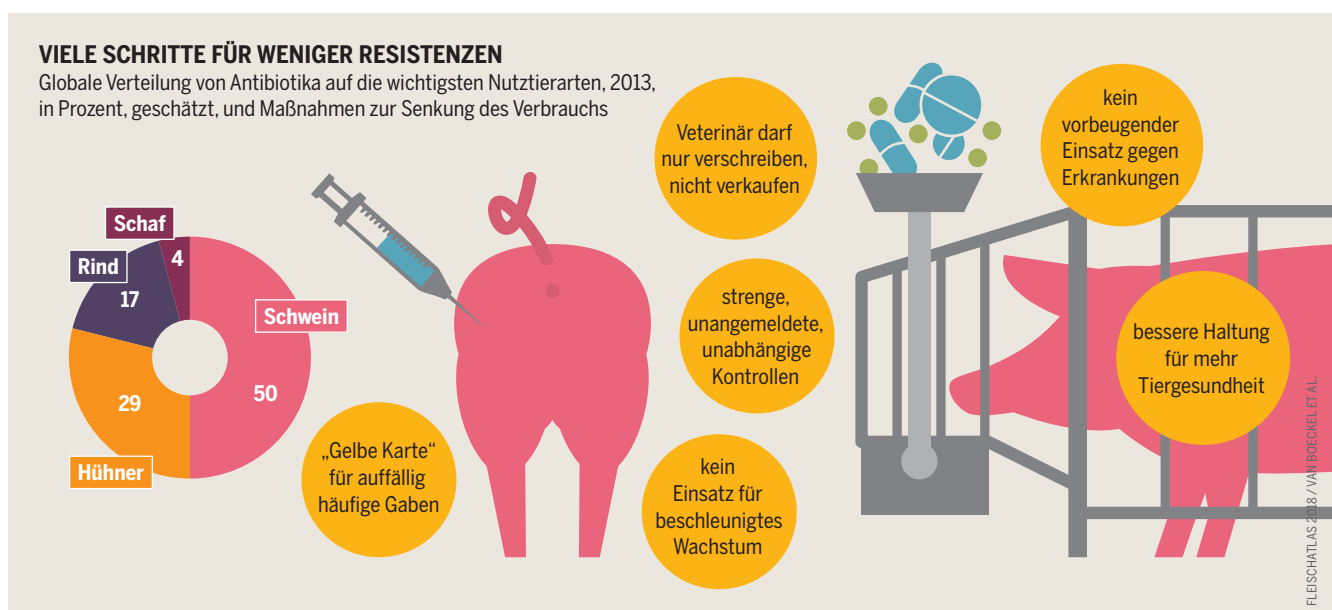 VIELE SCHRITTE FÜR WENIGER RESISTENZEN
Globale Verteilung von Antibiotika auf die wichtigsten Nutztierarten, 2013,
in Prozent, geschätzt, und Maßnahmen zur Senkung des Verbrauchs
Schaf
4
Rind
17
Schwein
50
29
Hühner
„Gelbe Karte“
für auffällig
häufige Gaben
Veterinär darf
nur verschreiben,
nicht verkaufen
strenge,
unangemeldete,
unabhängige
Kontrollen
kein
Einsatz für
beschleunigtes
Wachstum
kein
vorbeugender
Einsatz gegen
Erkrankungen
bessere Haltung
für mehr
Tiergesundheit
FLEISCHATLAS 2018 / VAN BOECKEL ET AL.